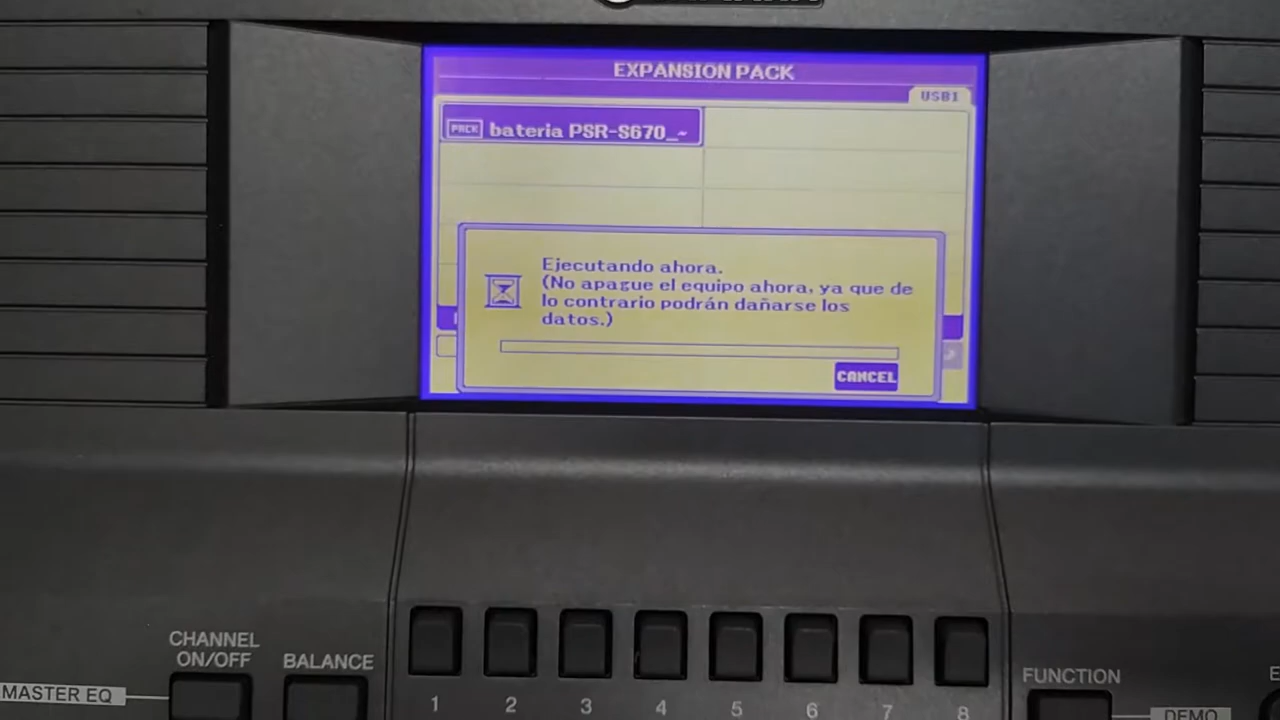 EXPANSION PACK
USB1
PACK bateria PSR-S670_~
Ejecutando ahora.
(No apague el equipo ahora, ya que de
lo contrario podrán dañarse los
datos.)
CANCEL
CHANNEL
ON/OFF
BALANCE
MASTER EQ
1 2 3 4 5 6 7 8
FUNCTION
DEMO